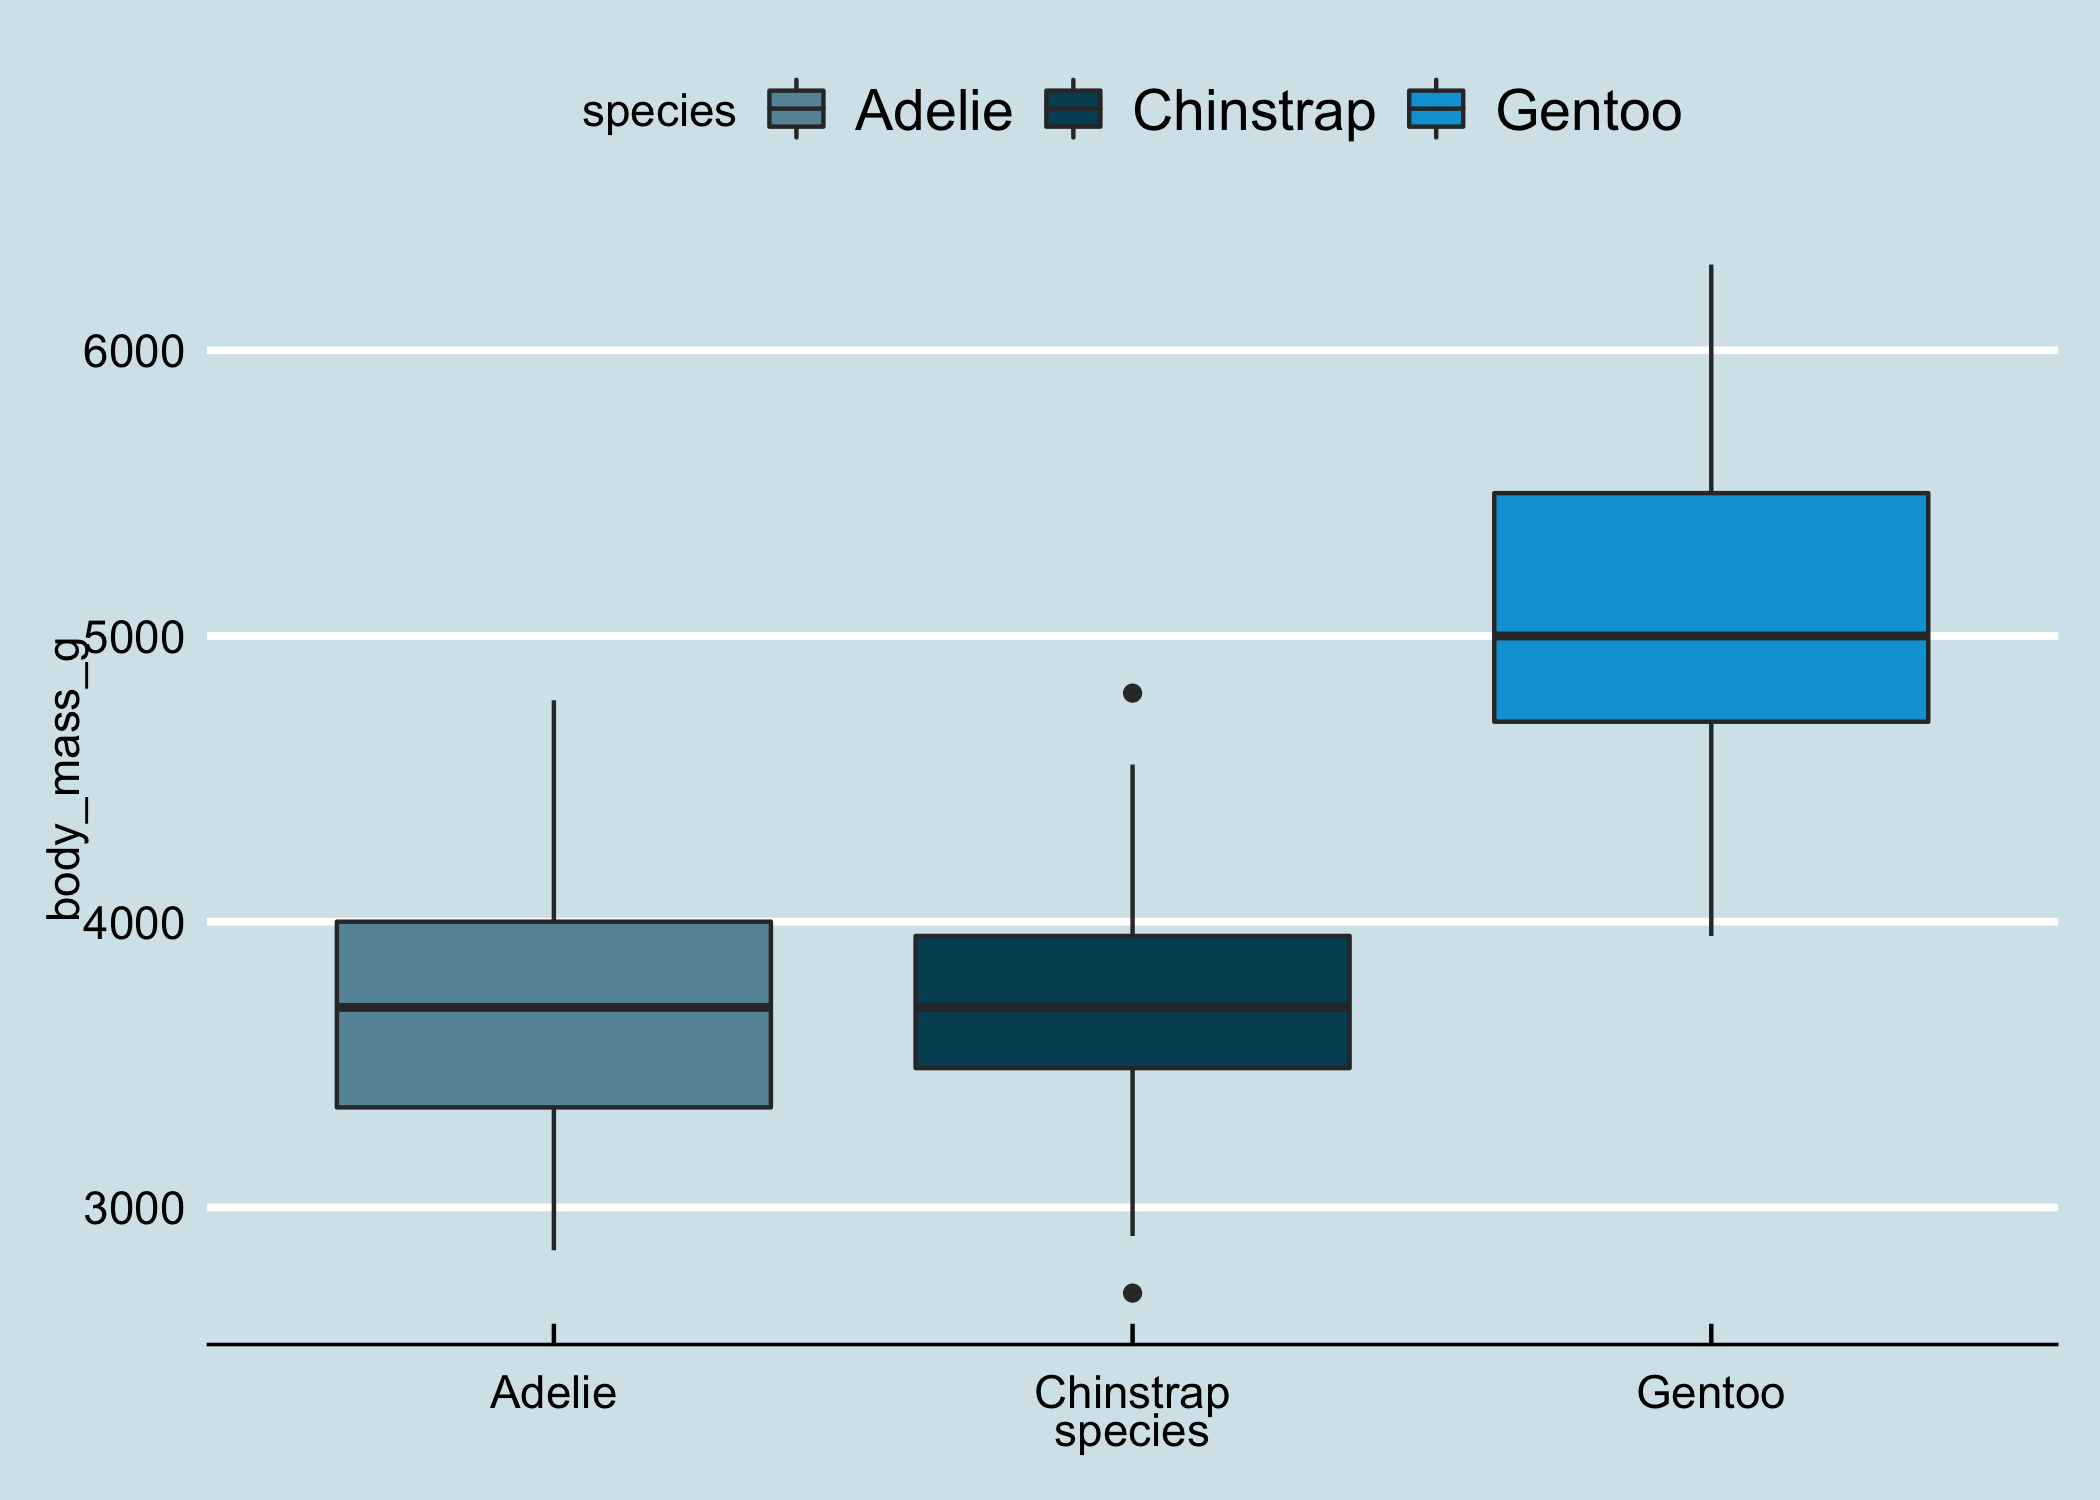 species Adelie Chinstrap Gentoo
6000
5000
4000
3000
body_mass_g
Adelie Chinstrap Gentoo
species